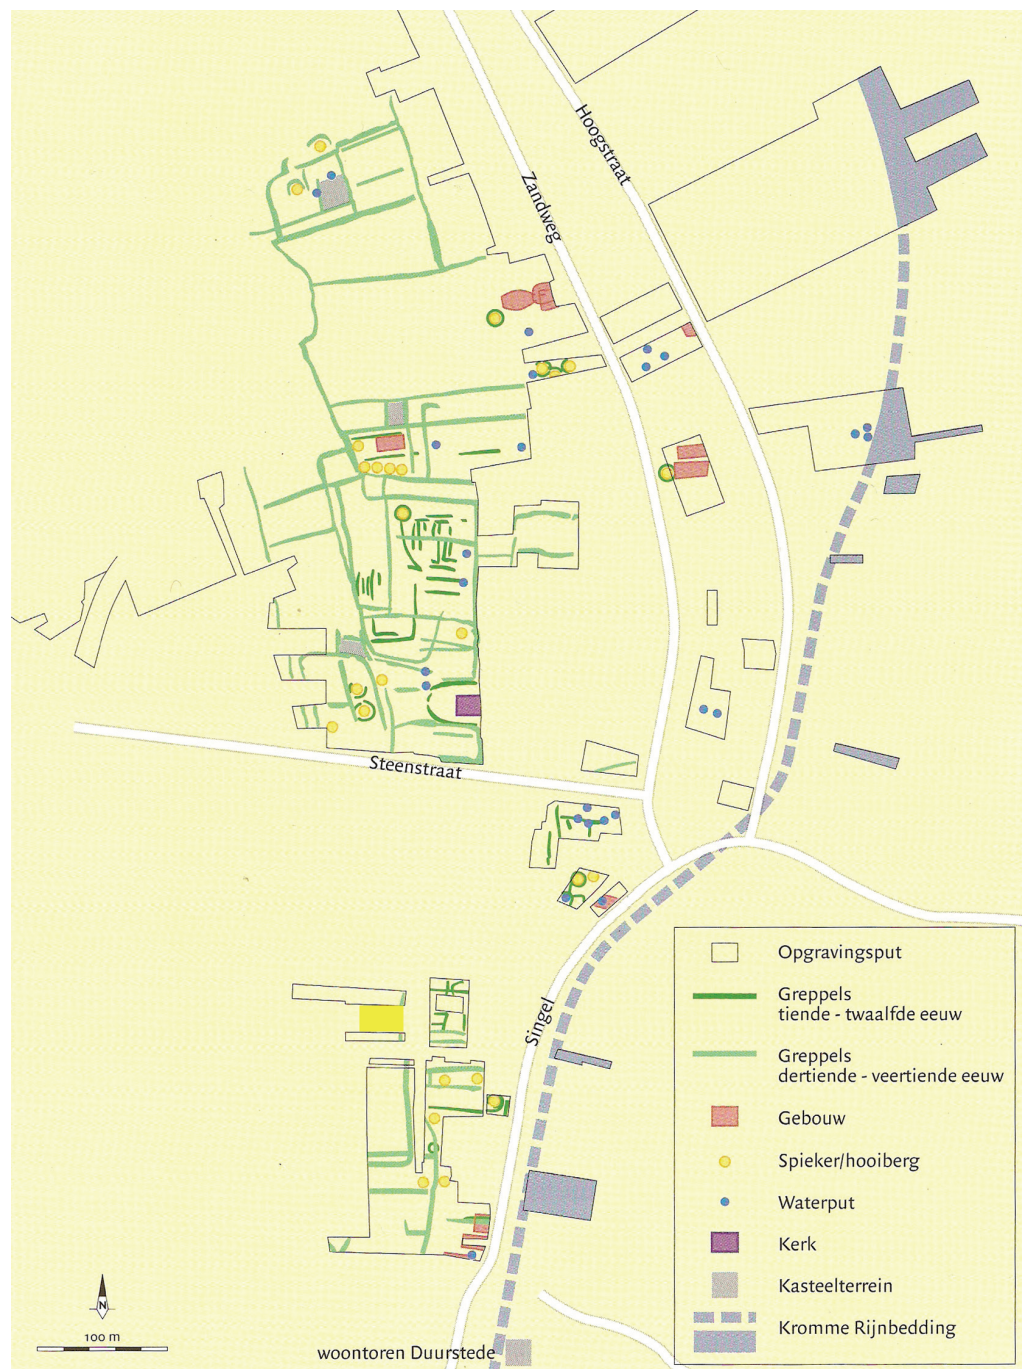 Hoogstraat
Zandweg
Steenstraat
Singel
Opgravingsput
Greppels
tiende - twaalfde eeuw
Greppels
dertiende - veertiende eeuw
Gebouw
Spieker/hooiberg
Waterput
Kerk
Kasteelterrein
Kromme Rijnbedding
N
100 m
woontoren Duurstede